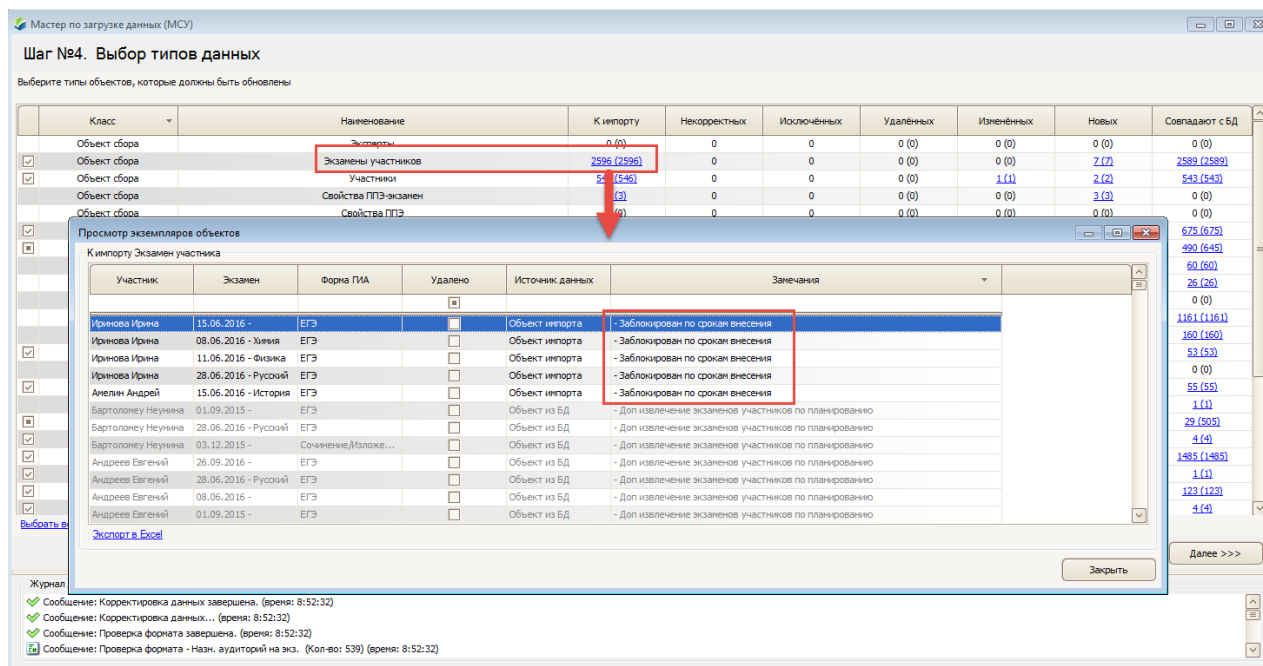 Мастер по загрузке данных (МСУ)
Шаг №4. Выбор типов данных
Выберите типы объектов, которые должны быть обновлены
Класс Наименование К импорту Некорректных Исключённых Удалённых Изменённых Новых Совпадают с БД
Объект сбора Эксперты 0 (0) 0 0 0 (0) 0 (0) 0 (0) 0 (0)
Объект сбора Экзамены участников 2596 (2596) 0 0 0 (0) 0 (0) 7 (7) 2589 (2589)
Объект сбора Участники (546) 0 0 0 (0) 1 (1) 2 (2) 543 (543)
Объект сбора Свойства ППЭ-экзамен (3) 0 0 0 (0) 0 (0) 3 (3) 0 (0)
Объект сбора Свойства ППЭ (0) 0 0 0 (0) 0 (0) 0 (0) 0 (0)
675 (675)
490 (645)
60 (60)
26 (26)
0 (0)
1161 (1161)
160 (160)
53 (53)
0 (0)
55 (55)
1 (1)
29 (505)
4 (4)
1485 (1485)
1 (1)
123 (123)
4 (4)
Просмотр экземпляров объектов
К импорту Экзамен участника
Участник Экзамен Форма ГИА Удалено Источник данных Замечания
Иринова Ирина 15.06.2016 - ЕГЭ Объект импорта - Заблокирован по срокам внесения
Иринова Ирина 08.06.2016 - Химия ЕГЭ Объект импорта - Заблокирован по срокам внесения
Иринова Ирина 11.06.2016 - Физика ЕГЭ Объект импорта - Заблокирован по срокам внесения
Иринова Ирина 28.06.2016 - Русский ЕГЭ Объект импорта - Заблокирован по срокам внесения
Амелин Андрей 15.06.2016 - История ЕГЭ Объект импорта - Заблокирован по срокам внесения
Бартоломеу Неунина 01.09.2015 - ЕГЭ Объект из БД - Доп извлечение экзаменов участников по планированию
Бартоломеу Неунина 28.06.2016 - Русский ЕГЭ Объект из БД - Доп извлечение экзаменов участников по планированию
Бартоломеу Неунина 03.12.2015 - Сочинение/Изложе... Объект из БД - Доп извлечение экзаменов участников по планированию
Андреев Евгений 26.09.2016 - ЕГЭ Объект из БД - Доп извлечение экзаменов участников по планированию
Андреев Евгений 28.06.2016 - Русский ЕГЭ Объект из БД - Доп извлечение экзаменов участников по планированию
Андреев Евгений 08.06.2016 - ЕГЭ Объект из БД - Доп извлечение экзаменов участников по планированию
Андреев Евгений 01.09.2015 - ЕГЭ Объект из БД - Доп извлечение экзаменов участников по планированию
Экспорт в Excel
Закрыть
Выбрать
Далее >>>
Журнал
Сообщение: Корректировка данных завершена. (время: 8:52:32)
Сообщение: Корректировка данных... (время: 8:52:32)
Сообщение: Проверка формата завершена. (время: 8:52:32)
Сообщение: Проверка формата - Назн. аудиторий на экз. (Кол-во: 539) (время: 8:52:32)